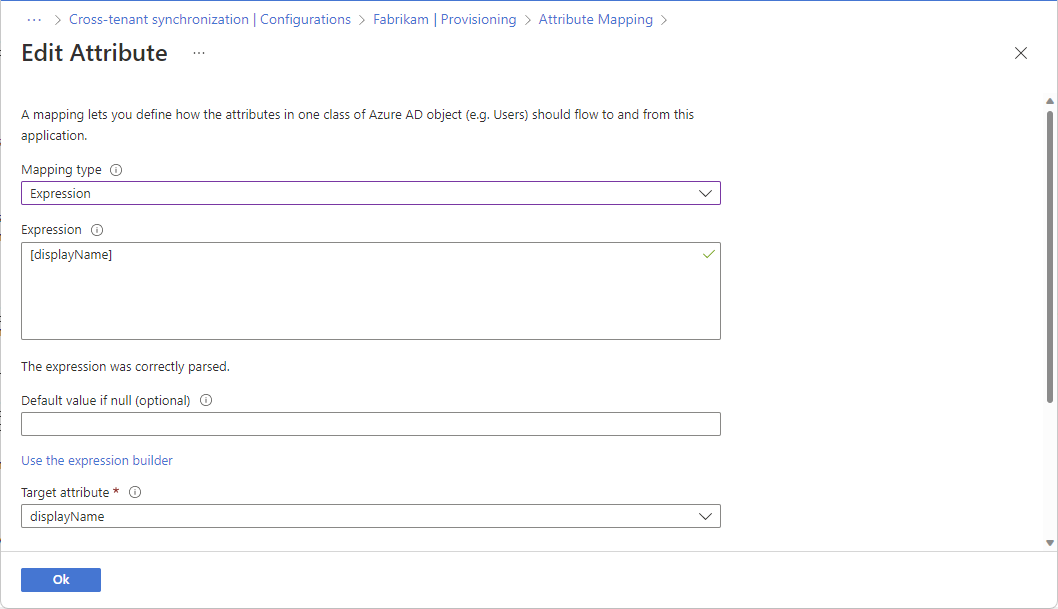 ... > Cross-tenant synchronization | Configurations > Fabrikam | Provisioning > Attribute Mapping >
Edit Attribute ...
A mapping lets you define how the attributes in one class of Azure AD object (e.g. Users) should flow to and from this
application.
Mapping type
Expression
Expression
[displayName]
The expression was correctly parsed.
Default value if null (optional)
Use the expression builder
Target attribute *
displayName
Ok